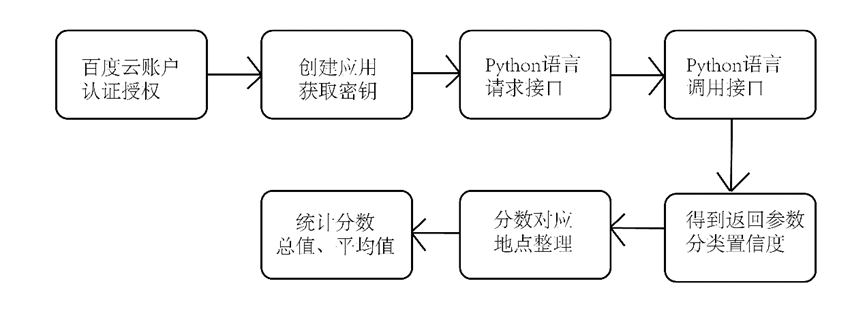 百度云账户
认证授权
创建应用
获取密钥
Python语言
请求接口
Python语言
调用接口
得到返回参数
分类置信度
分数对应
地点整理
统计分数
总值、平均值